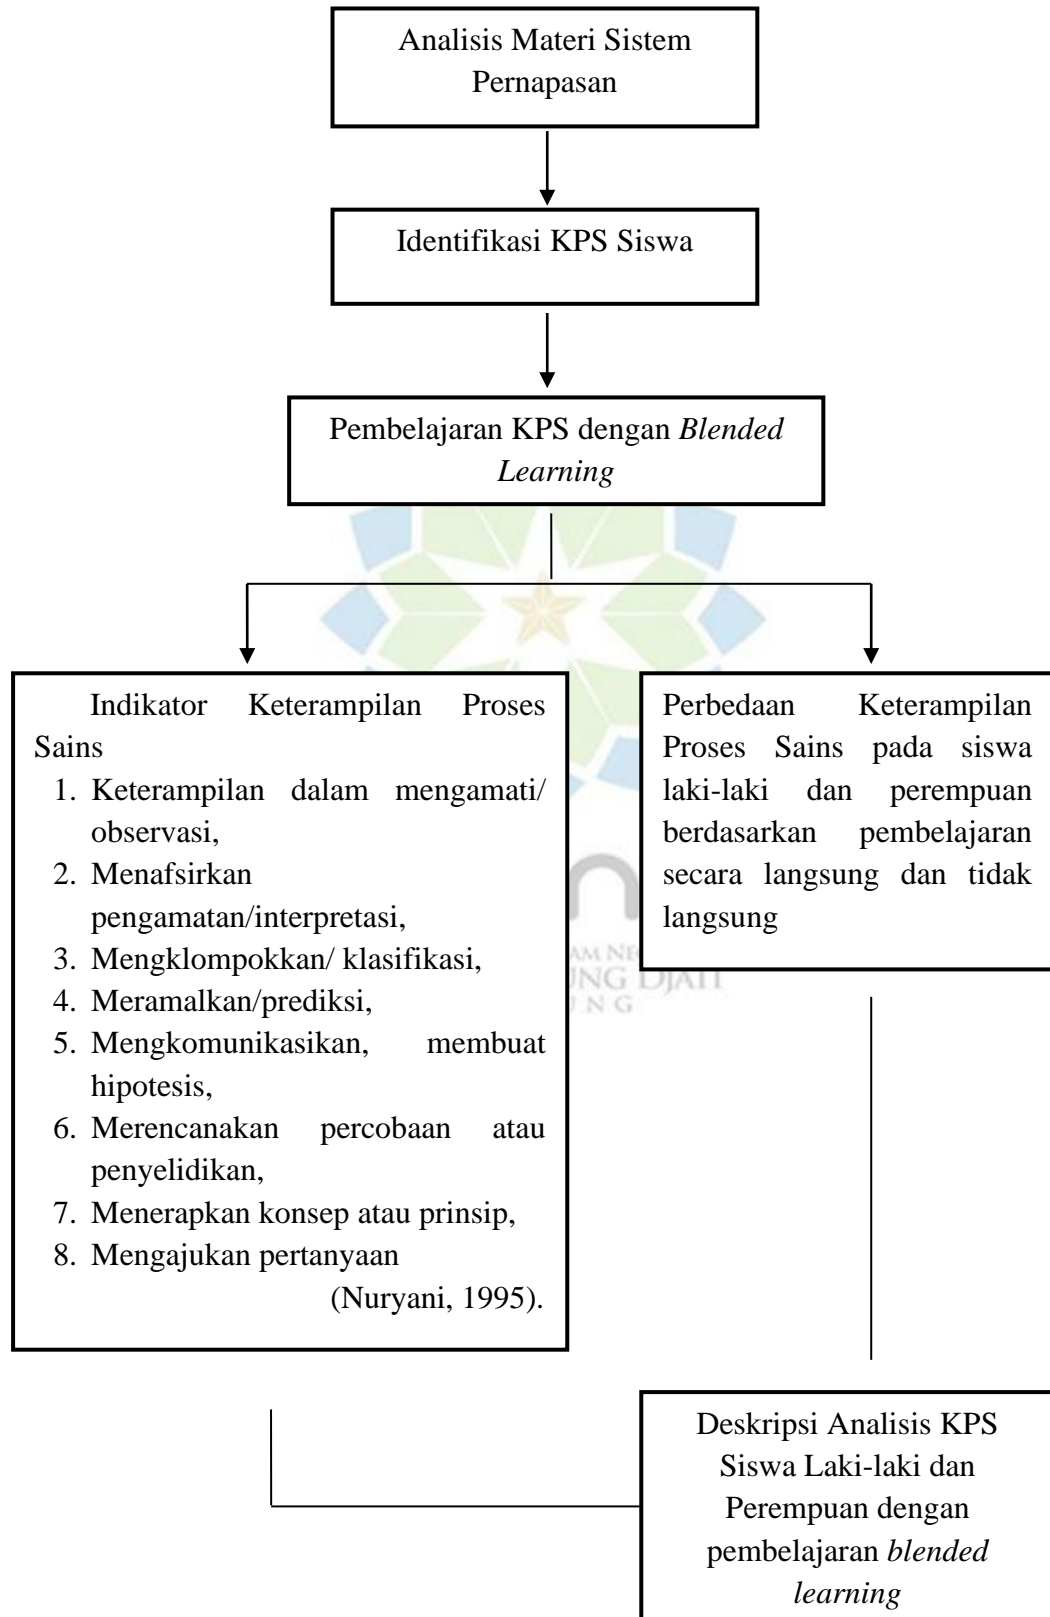 Analisis Materi Sistem
Pernapasan
Identifikasi KPS Siswa
Pembelajaran KPS dengan Blended
Learning
Indikator Keterampilan Proses
Sains
1. Keterampilan dalam mengamati/
observasi,
2. Menafsirkan
pengamatan/interpretasi,
3. Mengklompokkan/ klasifikasi,
4. Meramalkan/prediksi,
5. Mengkomunikasikan, membuat
hipotesis,
6. Merencanakan percobaan atau
penyelidikan,
7. Menerapkan konsep atau prinsip,
8. Mengajukan pertanyaan
(Nuryani, 1995).
Perbedaan Keterampilan
Proses Sains pada siswa
laki-laki dan perempuan
berdasarkan pembelajaran
secara langsung dan tidak
langsung
DJATI
Deskripsi Analisis KPS
Siswa Laki-laki dan
Perempuan dengan
pembelajaran blended
learning